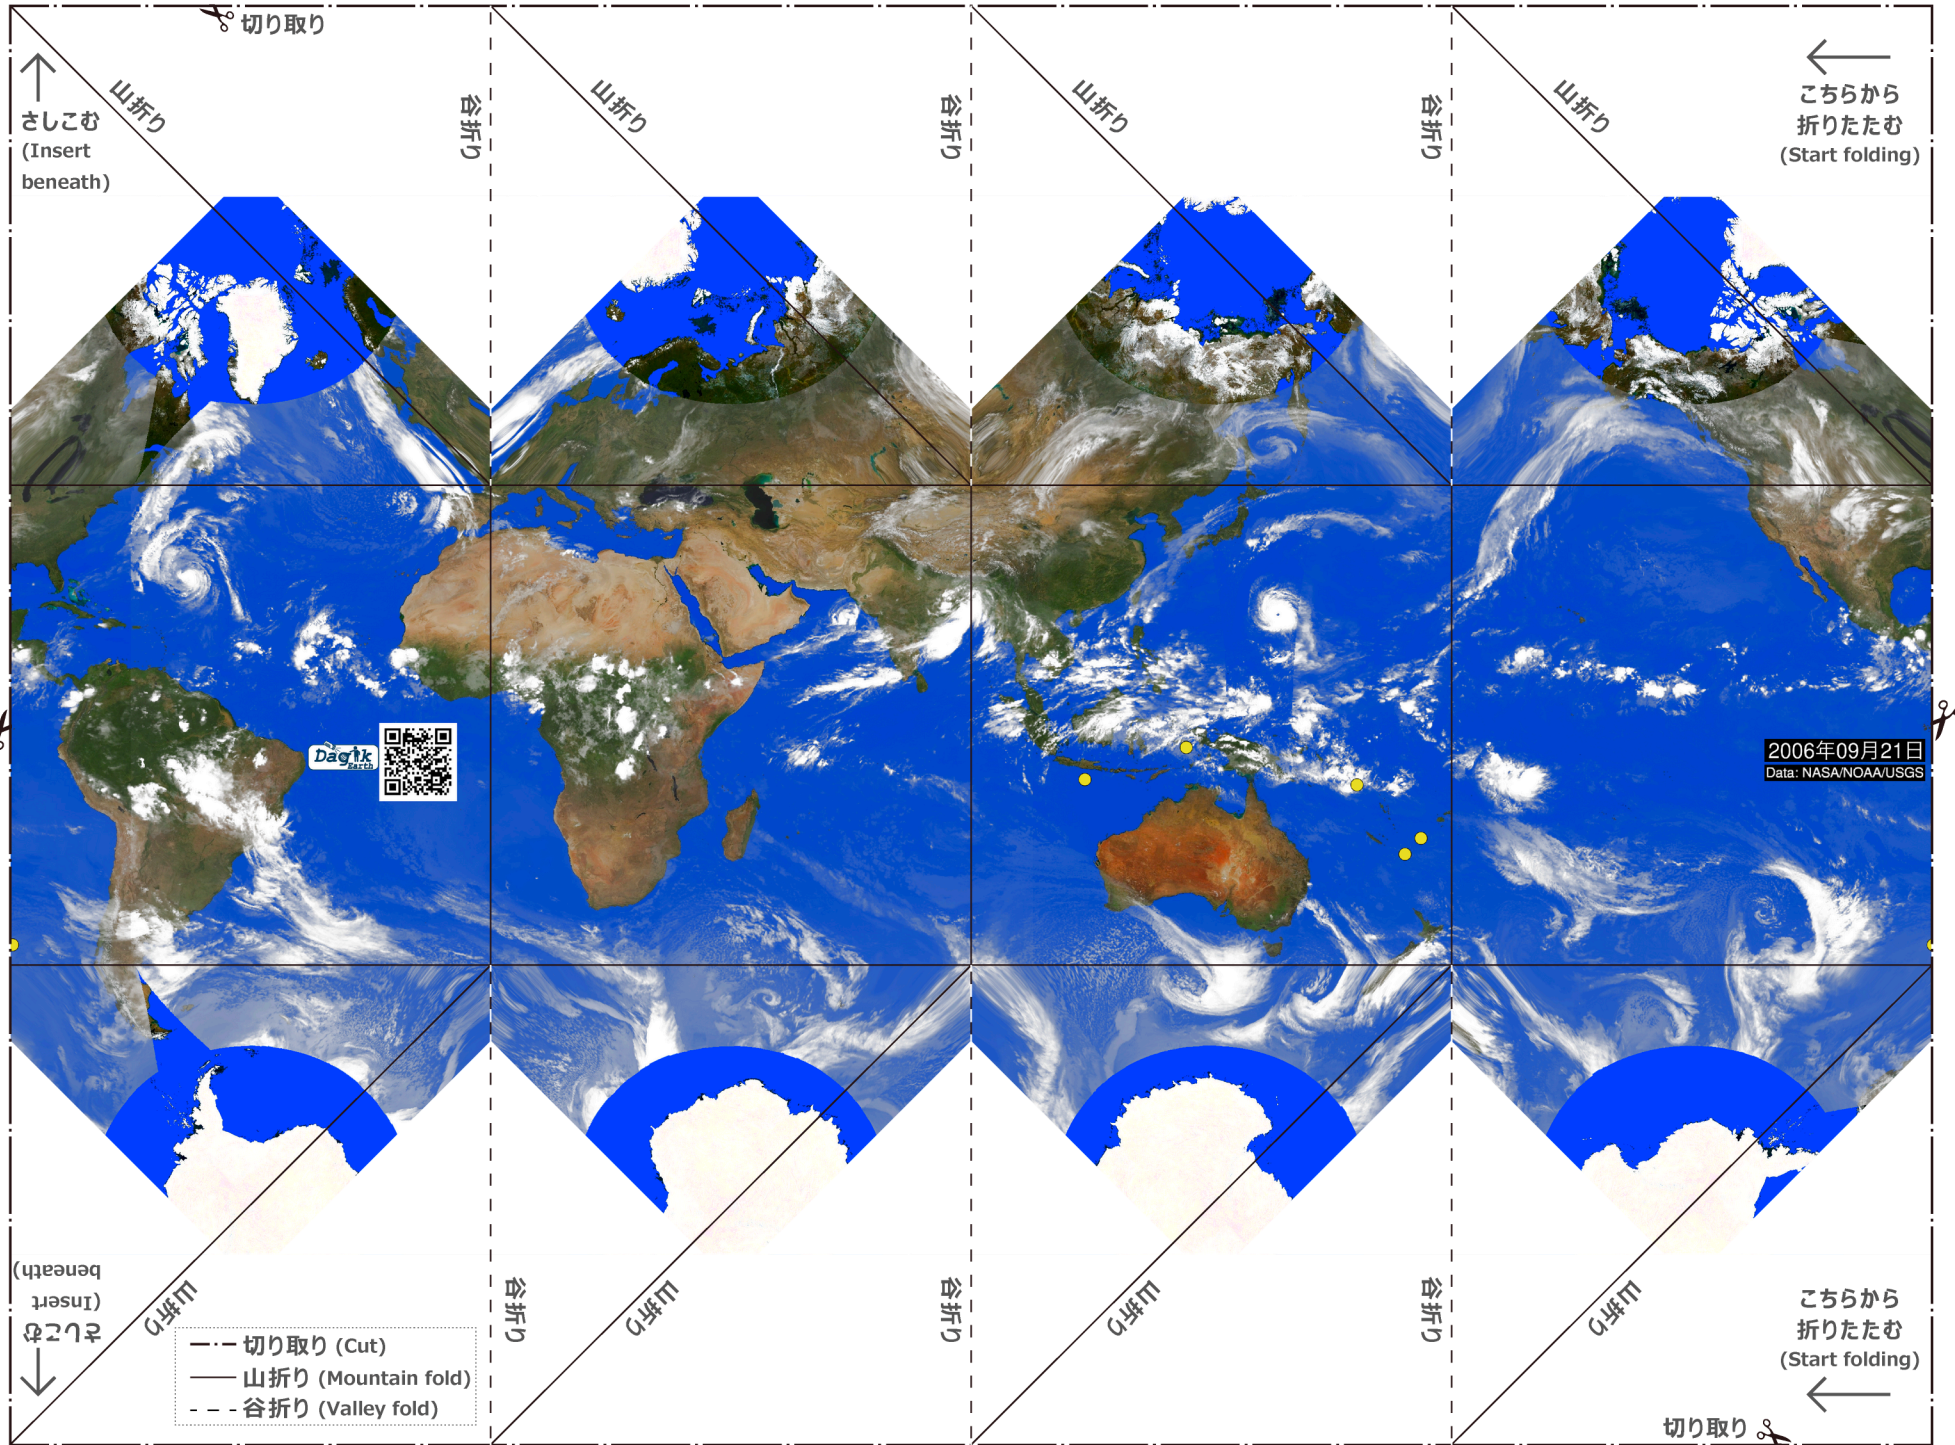 切り取り
さしこむ
(Insert
beneath)
山折り
谷折り
山折り
谷折り
山折り
谷折り
山折り
こちらから
折りたたむ
(Start folding)
Dagik
Earth
2006年09月21日
Data: NASA/NOAA/USGS
さしこむ
(Insert
beneath)
山折り
谷折り
山折り
谷折り
山折り
谷折り
山折り
こちらから
折りたたむ
(Start folding)
切り取り (Cut)
山折り (Mountain fold)
谷折り (Valley fold)
切り取り